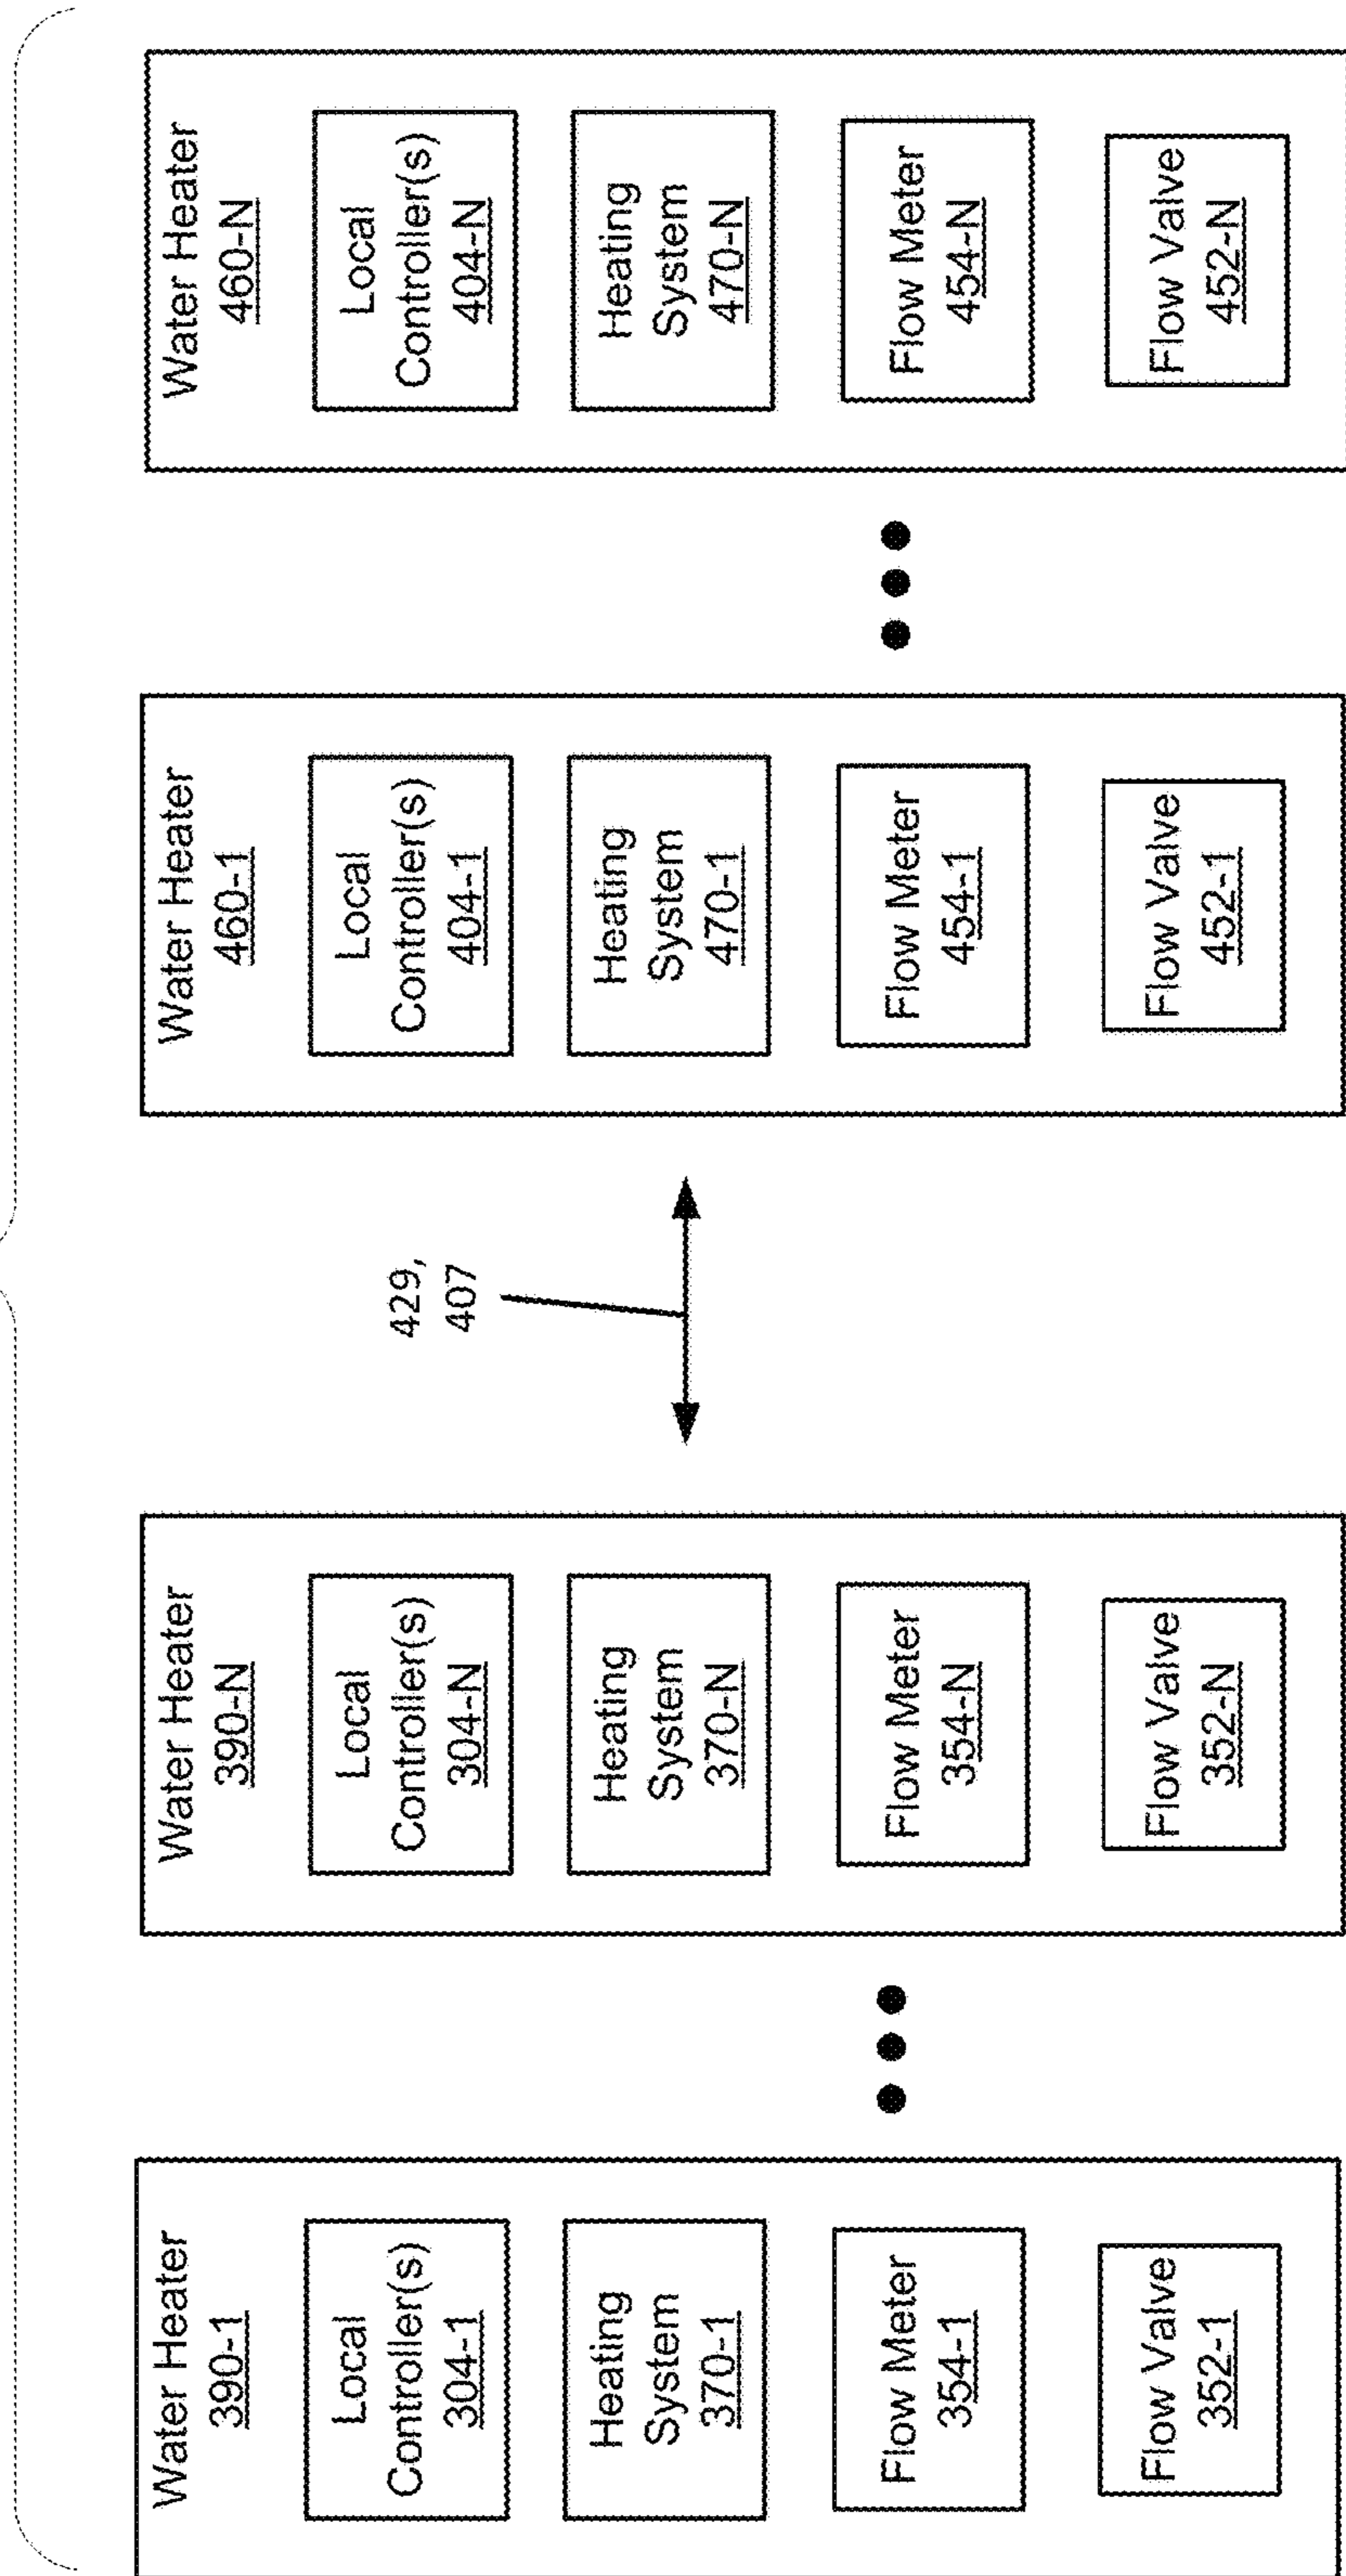 Water Heater
390-1
Local
Controller(s)
304-1
Heating
System
370-1
Flow Meter
354-1
Flow Valve
352-1
Water Heater
390-N
Local
Controller(s)
304-N
Heating
System
370-N
Flow Meter
354-N
Flow Valve
352-N
429,
407
Water Heater
460-1
Local
Controller(s)
404-1
Heating
System
470-1
Flow Meter
454-1
Flow Valve
452-1
Water Heater
460-N
Local
Controller(s)
404-N
Heating
System
470-N
Flow Meter
454-N
Flow Valve
452-N